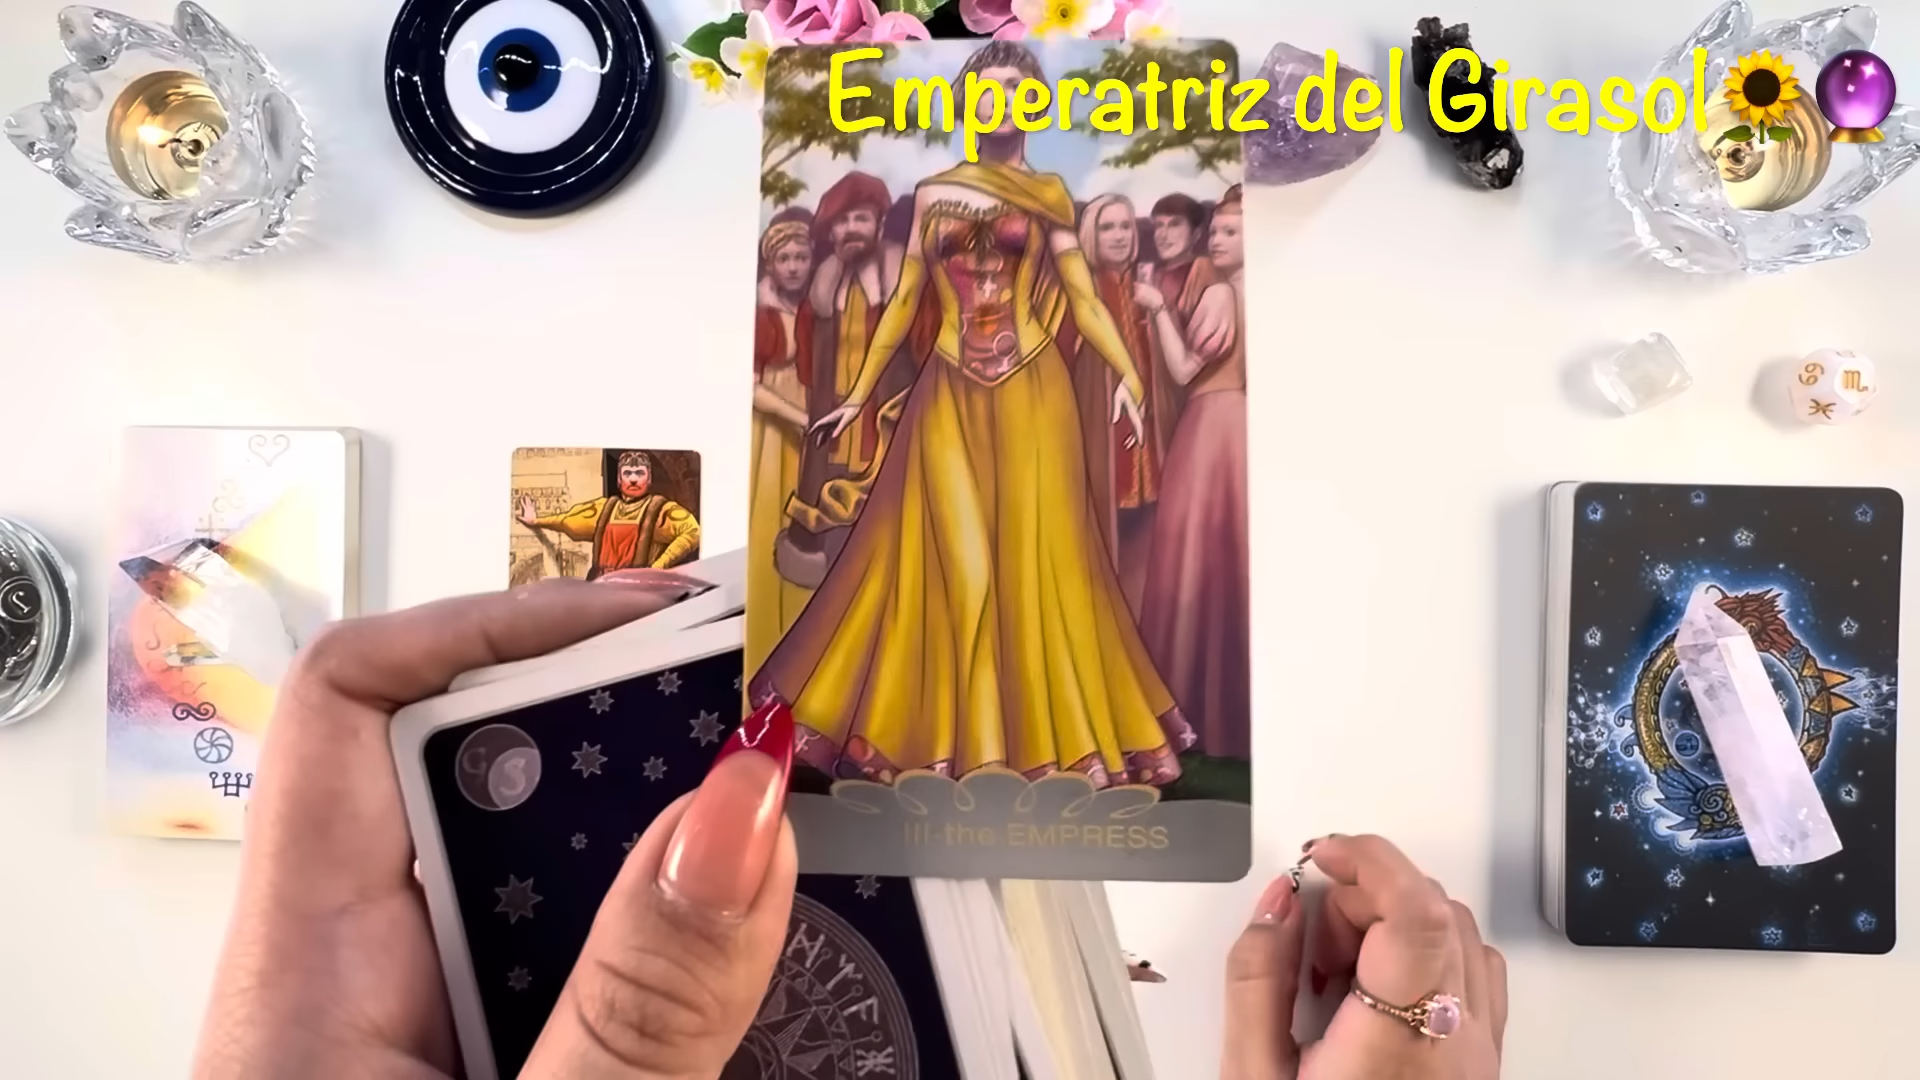 Emperatriz del Girasol🌻🔮
III-the EMPRESS
G S